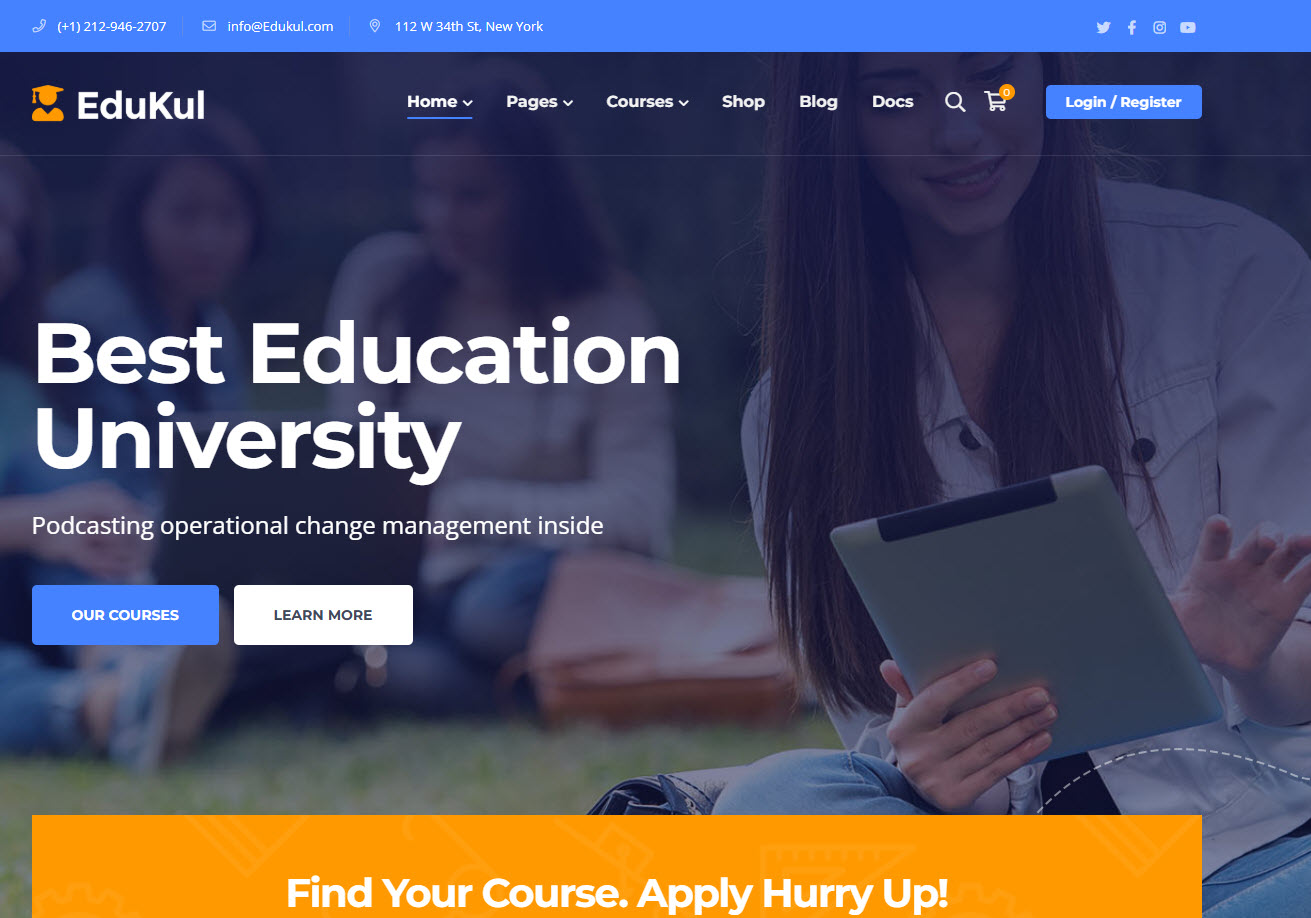 (+1) 212-946-2707 info@Edukul.com 112 W 34th St, New York
EduKul Home Pages Courses Shop Blog Docs 0 Login / Register
Best Education
University
Podcasting operational change management inside
OUR COURSES LEARN MORE
Find Your Course. Apply Hurry Up!